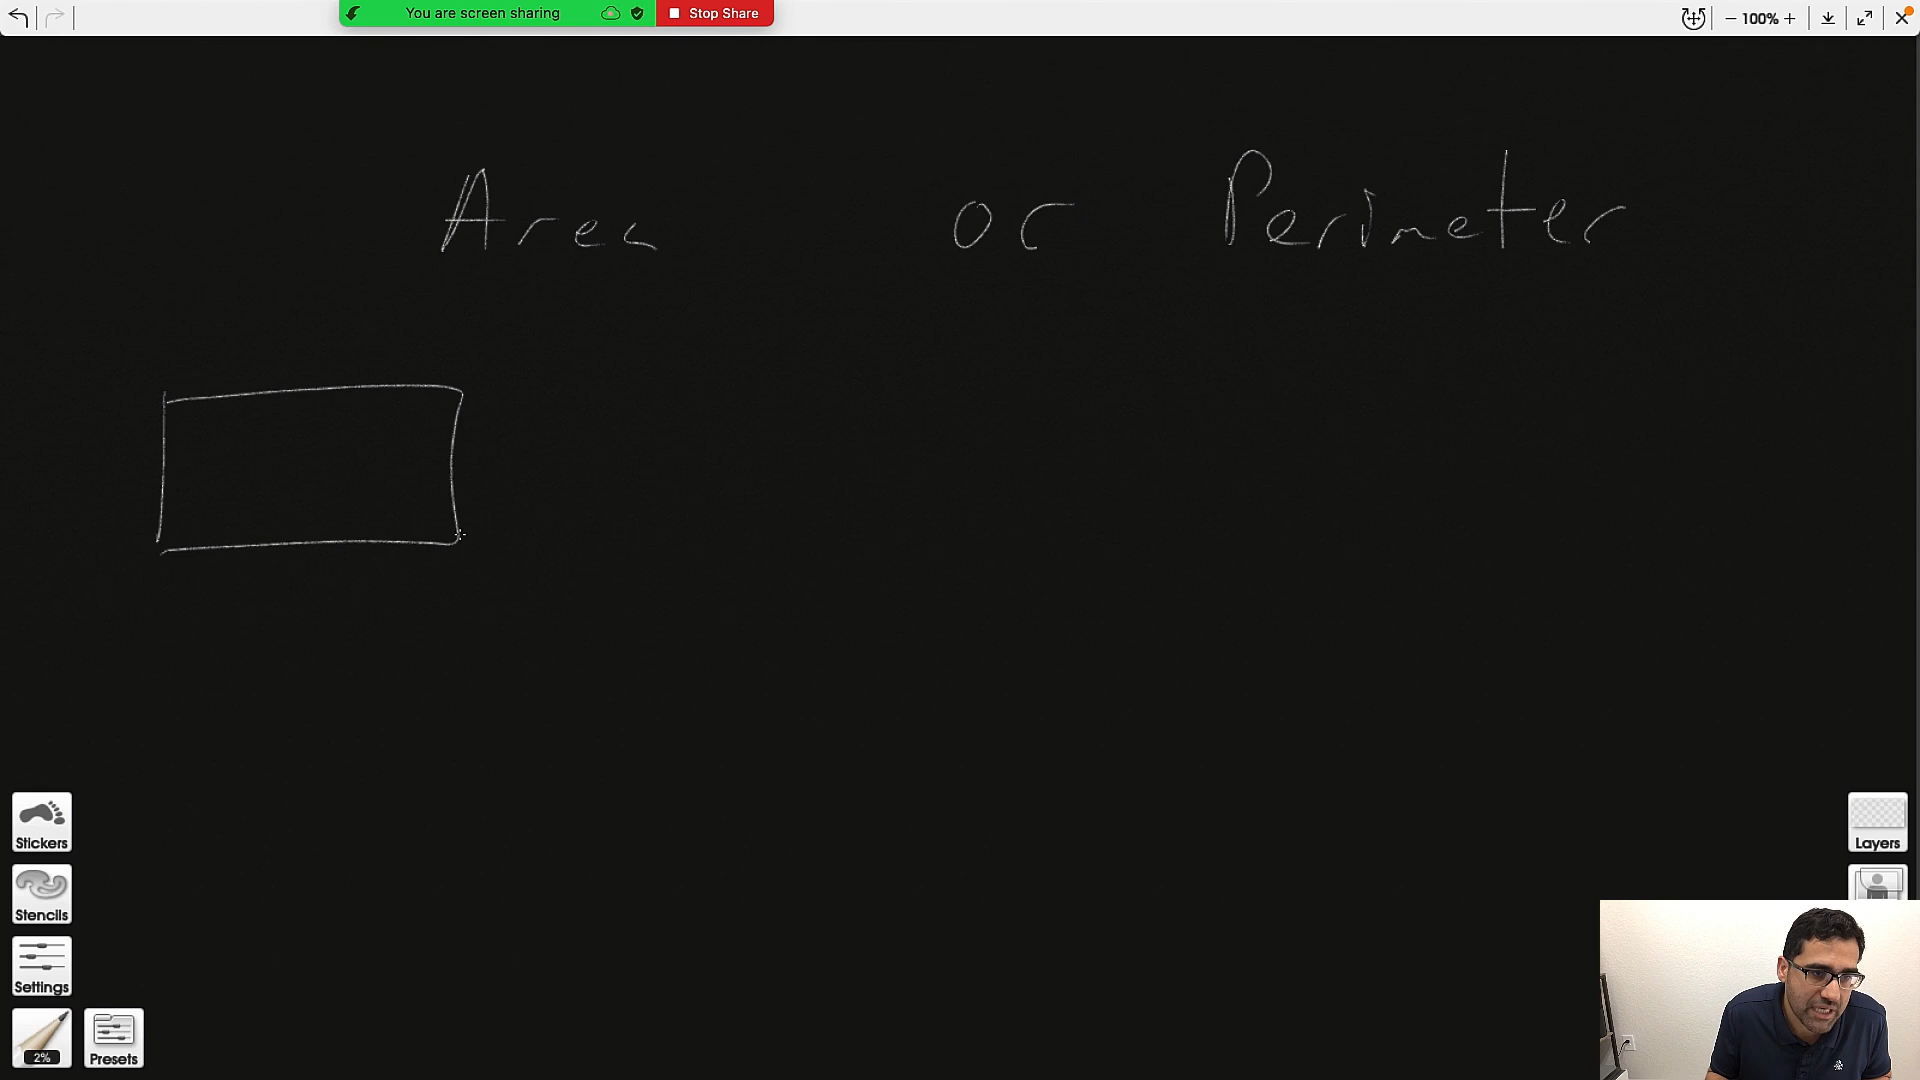 You are screen sharing Stop Share 100%
Area or Perimeter
Stickers
Layers
Stencils
Settings
2%
Presets